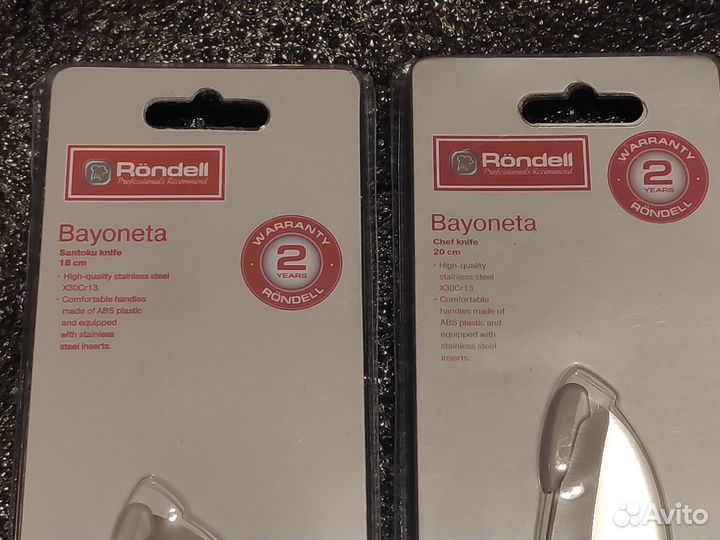 Röndell
Professionals Recommend
Bayoneta
Santoku knife
18 cm
· High-quality stainless steel
X30Cr13.
· Comfortable handles
made of ABS plastic
and equipped
with stainless
steel inserts.
WARRANTY
2
YEARS
RÖNDELL
Röndell
Professionals Recommend
Bayoneta
Chef knife
20 cm
· High-quality
stainless steel
X30Cr13.
· Comfortable
handles made of
ABS plastic and
equipped with
stainless steel
inserts.
WARRANTY
2
YEARS
RÖNDELL
Avito